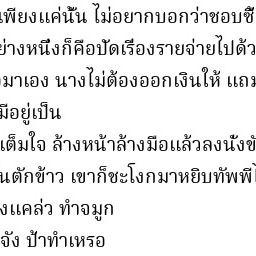 เพียงแค่นั้น ไม่อยากบอกว่าชอบซี
ย่างหนึ่งก็คือปัดเรื่องรายจ่ายไปด้ว
มาเอง นางไม่ต้องออกเงินให้ แถม
มีอยู่เป็น
เต็มใจ ล้างหน้าล้างมือแล้วลงนั่งขั
นตักข้าว เขาก็ชะโงกมาหยิบทัพพีไ
งแคล่ว ทำจมูก
จัง ป้าทำเหรอ